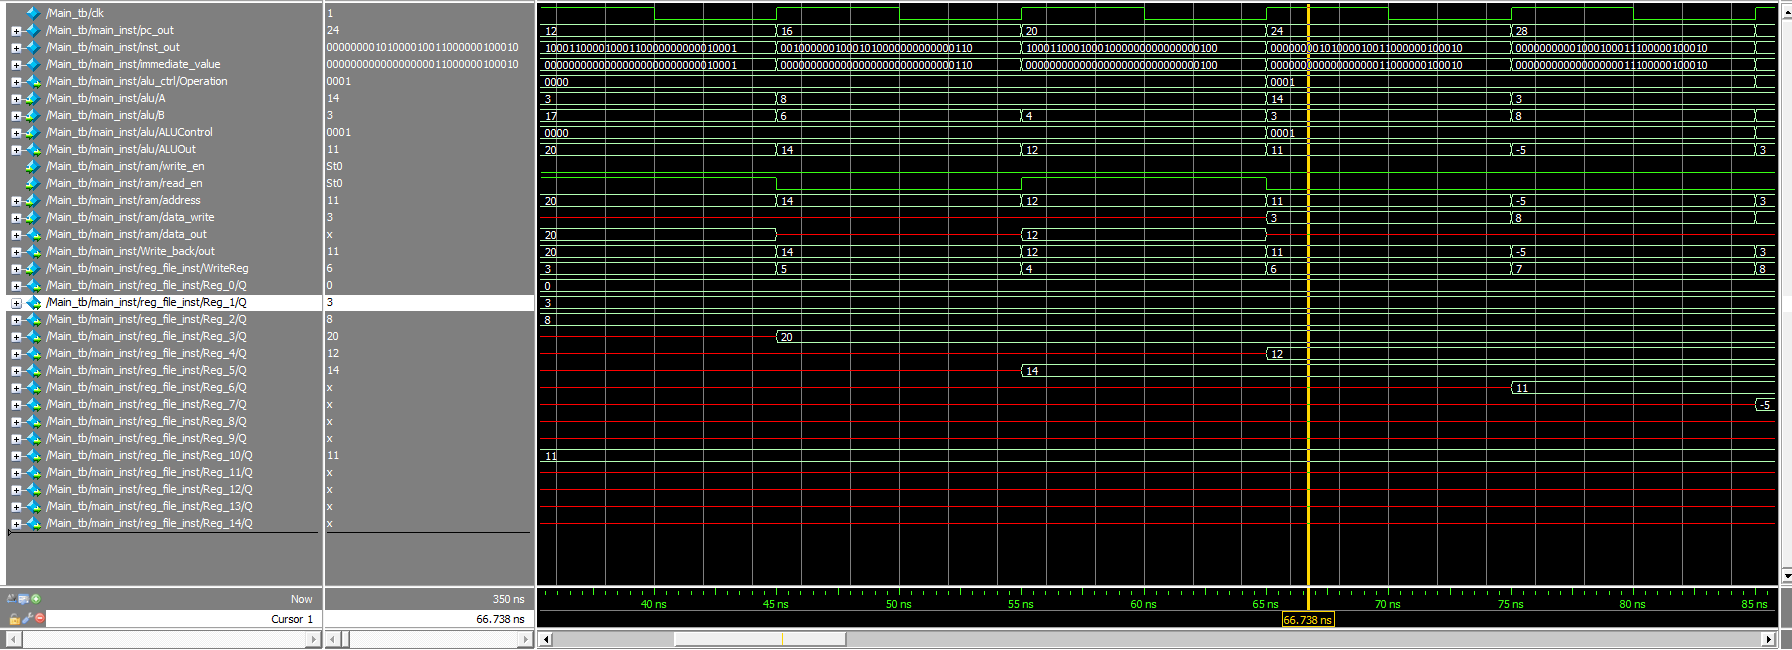 /Main_tb/clk 1
/Main_tb/main_inst/pc_out 24 12 16 20 24 28
/Main_tb/main_inst/inst_out 00000000101000010011000000100010 10001100001000110000000000010001 00100000010001010000000000000110 10001100010001000000000000000100 00000000101000010011000000100010 00000000001000100011100000100010
/Main_tb/main_inst/immediate_value 00000000000000000011000000100010 00000000000000000000000000010001 00000000000000000000000000000110 00000000000000000000000000000100 00000000000000000011000000100010 00000000000000000011100000100010
/Main_tb/main_inst/alu_ctrl/Operation 0001 0000 0001
/Main_tb/main_inst/alu/A 14 3 8 14 3
/Main_tb/main_inst/alu/B 3 17 6 4 3 8
/Main_tb/main_inst/alu/ALUControl 0001 0000 0001
/Main_tb/main_inst/alu/ALUOut 11 20 14 12 11 -5 3
/Main_tb/main_inst/ram/write_en St0
/Main_tb/main_inst/ram/read_en St0
/Main_tb/main_inst/ram/address 11 20 14 12 11 -5 3
/Main_tb/main_inst/ram/data_write 3 3 8
/Main_tb/main_inst/ram/data_out x 20 12
/Main_tb/main_inst/Write_back/out 11 20 14 12 11 -5 3
/Main_tb/main_inst/reg_file_inst/WriteReg 6 3 5 4 6 7 8
/Main_tb/main_inst/reg_file_inst/Reg_0/Q 0 0
/Main_tb/main_inst/reg_file_inst/Reg_1/Q 3 3
/Main_tb/main_inst/reg_file_inst/Reg_2/Q 8 8
/Main_tb/main_inst/reg_file_inst/Reg_3/Q 20 20
/Main_tb/main_inst/reg_file_inst/Reg_4/Q 12 12
/Main_tb/main_inst/reg_file_inst/Reg_5/Q 14 14
/Main_tb/main_inst/reg_file_inst/Reg_6/Q x 11
/Main_tb/main_inst/reg_file_inst/Reg_7/Q x -5
/Main_tb/main_inst/reg_file_inst/Reg_8/Q x
/Main_tb/main_inst/reg_file_inst/Reg_9/Q x
/Main_tb/main_inst/reg_file_inst/Reg_10/Q 11 11
/Main_tb/main_inst/reg_file_inst/Reg_11/Q x
/Main_tb/main_inst/reg_file_inst/Reg_12/Q x
/Main_tb/main_inst/reg_file_inst/Reg_13/Q x
/Main_tb/main_inst/reg_file_inst/Reg_14/Q x
Now 350 ns 40 ns 45 ns 50 ns 55 ns 60 ns 65 ns 70 ns 75 ns 80 ns 85 ns
Cursor 1 66.738 ns 66.738 ns